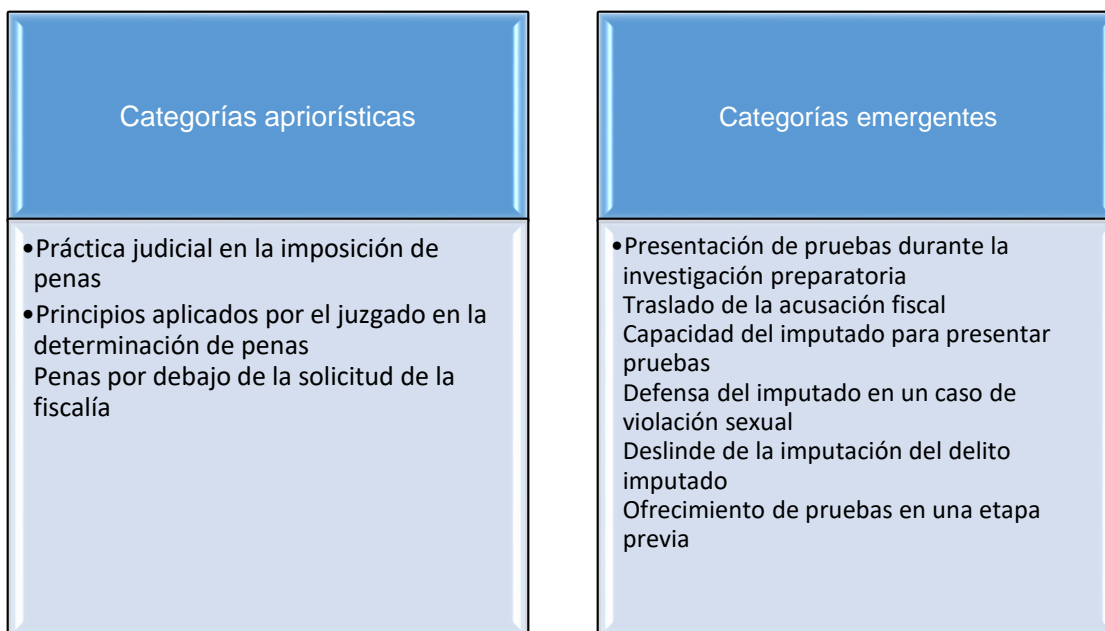 Categorías apriorísticas
•Práctica judicial en la imposición de
penas
•Principios aplicados por el juzgado en la
determinación de penas
Penas por debajo de la solicitud de la
fiscalía
Categorías emergentes
•Presentación de pruebas durante la
investigación preparatoria
Traslado de la acusación fiscal
Capacidad del imputado para presentar
pruebas
Defensa del imputado en un caso de
violación sexual
Deslinde de la imputación del delito
imputado
Ofrecimiento de pruebas en una etapa
previa